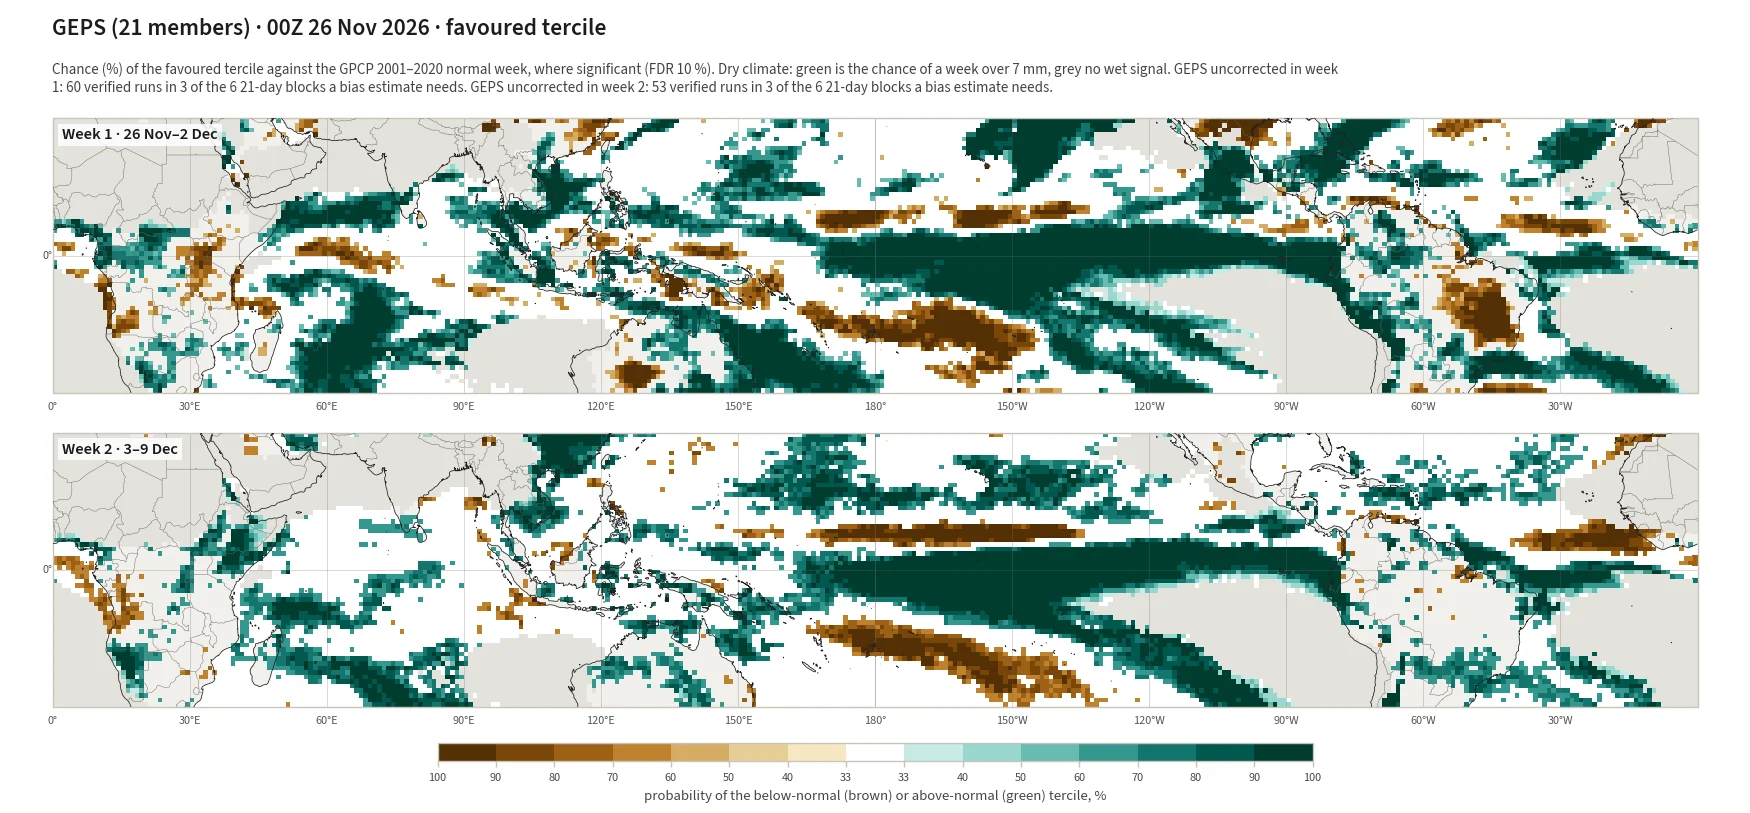 GEPS (21 members) · 00Z 26 Nov 2026 · favoured tercile
Chance (%) of the favoured tercile against the GPCP 2001–2020 normal week, where significant (FDR 10 %). Dry climate: green is the chance of a week over 7 mm, grey no wet signal. GEPS uncorrected in week
1: 60 verified runs in 3 of the 6 21-day blocks a bias estimate needs. GEPS uncorrected in week 2: 53 verified runs in 3 of the 6 21-day blocks a bias estimate needs.
Week 1 · 26 Nov–2 Dec
0°
0° 30°E 60°E 90°E 120°E 150°E 180° 150°W 120°W 90°W 60°W 30°W
Week 2 · 3–9 Dec
0°
0° 30°E 60°E 90°E 120°E 150°E 180° 150°W 120°W 90°W 60°W 30°W
100 90 80 70 60 50 40 33 33 40 50 60 70 80 90 100
probability of the below-normal (brown) or above-normal (green) tercile, %